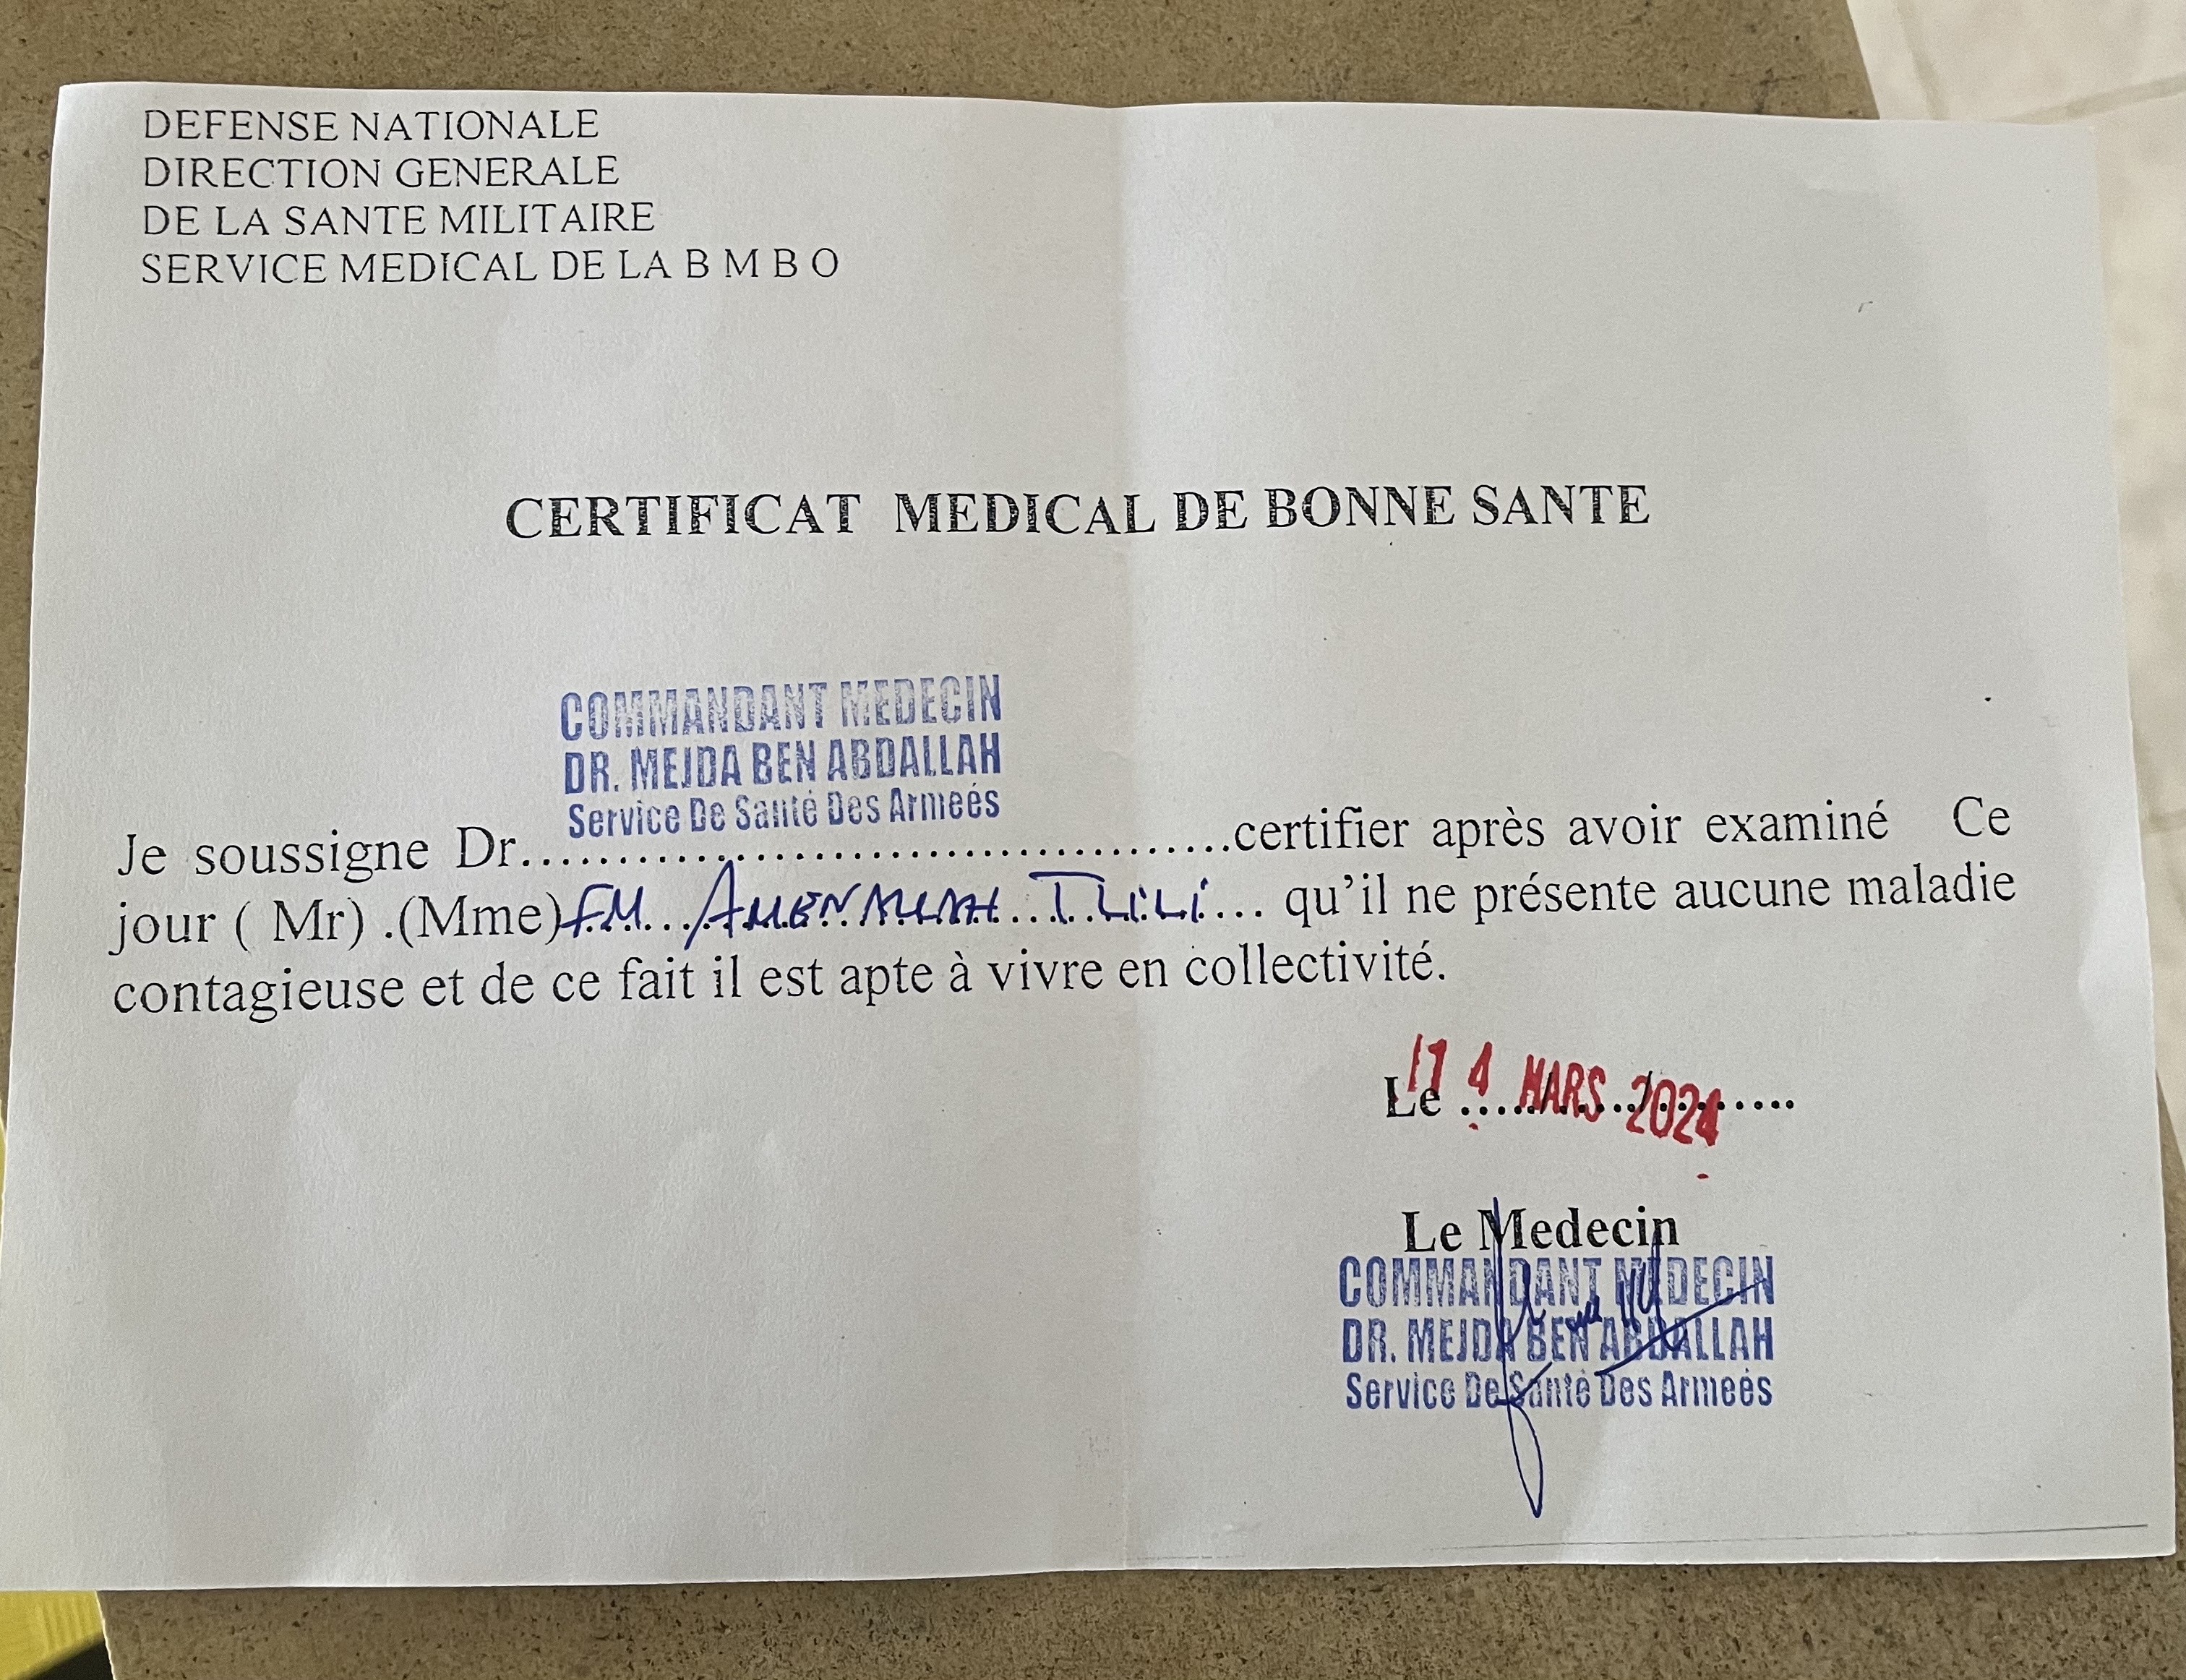 DEFENSE NATIONALE
DIRECTION GENERALE
DE LA SANTE MILITAIRE
SERVICE MEDICAL DE LA B M B O
CERTIFICAT MEDICAL DE BONNE SANTE
COMMANDANT MEDECIN
DR. MEJDA BEN ABDALLAH
Service De Santé Des Armeés
Je soussigne Dr................................................certifier après avoir examiné Ce
jour ( Mr) .(Mme) FM... AMENALLAH TLILI... qu'il ne présente aucune maladie
contagieuse et de ce fait il est apte à vivre en collectivité.
Le 14 MARS 2024
Le Medecin
COMMANDANT MEDECIN
DR. MEJDA BEN ABDALLAH
Service De Santé Des Armeés